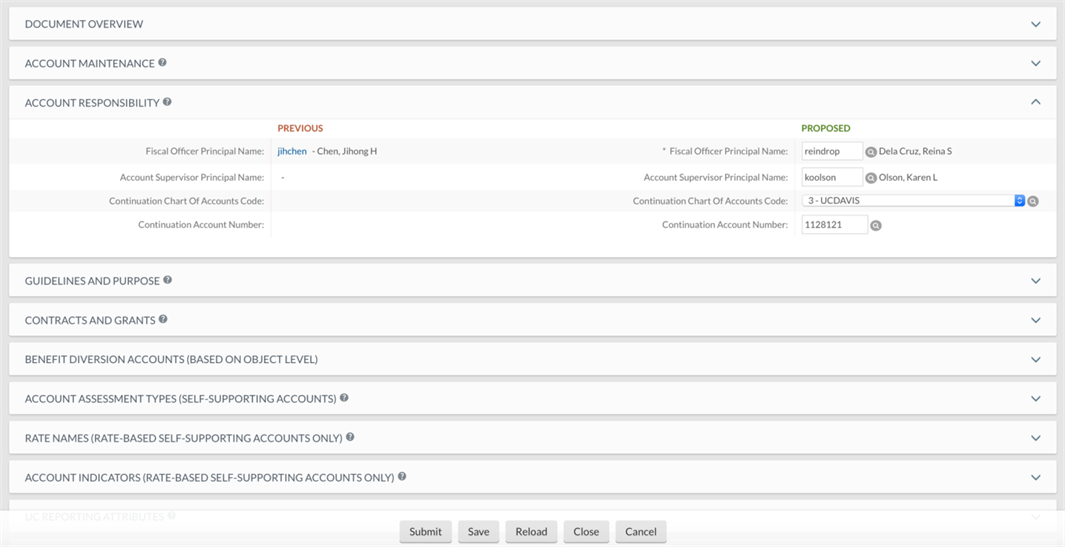 DOCUMENT OVERVIEW
ACCOUNT MAINTENANCE ?
ACCOUNT RESPONSIBILITY ?
PREVIOUS PROPOSED
Fiscal Officer Principal Name: jihchen - Chen, Jihong H * Fiscal Officer Principal Name: reindrop Dela Cruz, Reina S
Account Supervisor Principal Name: - Account Supervisor Principal Name: koolson Olson, Karen L
Continuation Chart Of Accounts Code: Continuation Chart Of Accounts Code: 3 - UCDAVIS
Continuation Account Number: Continuation Account Number: 1128121
GUIDELINES AND PURPOSE ?
CONTRACTS AND GRANTS ?
BENEFIT DIVERSION ACCOUNTS (BASED ON OBJECT LEVEL)
ACCOUNT ASSESSMENT TYPES (SELF-SUPPORTING ACCOUNTS) ?
RATE NAMES (RATE-BASED SELF-SUPPORTING ACCOUNTS ONLY) ?
ACCOUNT INDICATORS (RATE-BASED SELF-SUPPORTING ACCOUNTS ONLY) ?
UC REPORTING ATTRIBUTES ?
Submit Save Reload Close Cancel